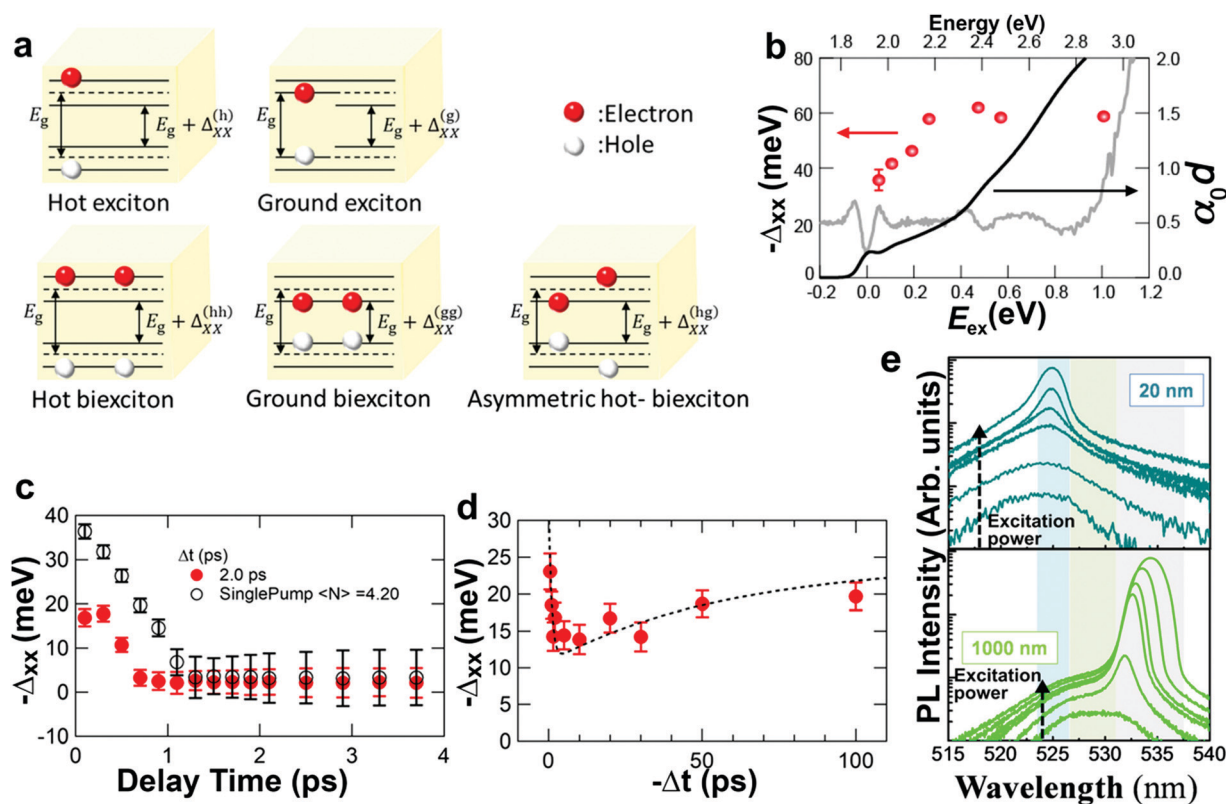 a
E_g
E_g + Δ_XX^(h)
Hot exciton
E_g
E_g + Δ_XX^(g)
Ground exciton
:Electron
:Hole
E_g
E_g + Δ_XX^(hh)
Hot biexciton
E_g
E_g + Δ_XX^(gg)
Ground biexciton
E_g
E_g + Δ_XX^(hg)
Asymmetric hot- biexciton
b
Energy (eV)
1.8 2.0 2.2 2.4 2.6 2.8 3.0
-Δxx (meV)
80
60
40
20
0
2.0
1.5
1.0
0.5
0.0
α₀d
-0.2 0.0 0.2 0.4 0.6 0.8 1.0 1.2
E_ex(eV)
c
-Δxx (meV)
40
30
20
10
0
-10
Δt (ps)
2.0 ps
SinglePump <N> =4.20
0 1 2 3 4
Delay Time (ps)
d
-Δxx (meV)
30
25
20
15
10
5
0
0 50 100
-Δt (ps)
e
PL Intensity (Arb. units)
20 nm
Excitation
power
1000 nm
Excitation
power
515 520 525 530 535 540
Wavelength (nm)